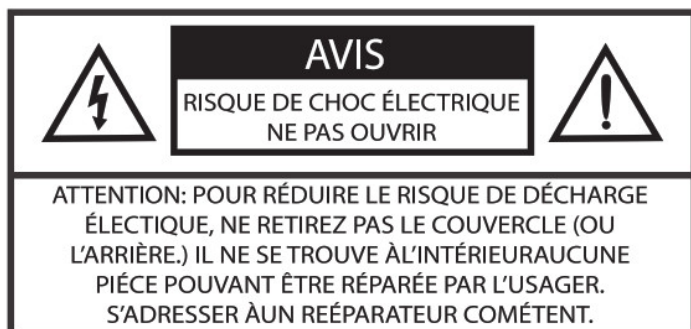 AVIS
RISQUE DE CHOC ÉLECTRIQUE
NE PAS OUVRIR
ATTENTION: POUR RÉDUIRE LE RISQUE DE DÉCHARGE
ÉLECTIQUE, NE RETIREZ PAS LE COUVERCLE (OU
L'ARRIÈRE.) IL NE SE TROUVE ÀL'INTÉRIEURAUCUNE
PIÉCE POUVANT ÊTRE RÉPARÉE PAR L'USAGER.
S'ADRESSER ÀUN REÉPARATEUR COMÉTENT.